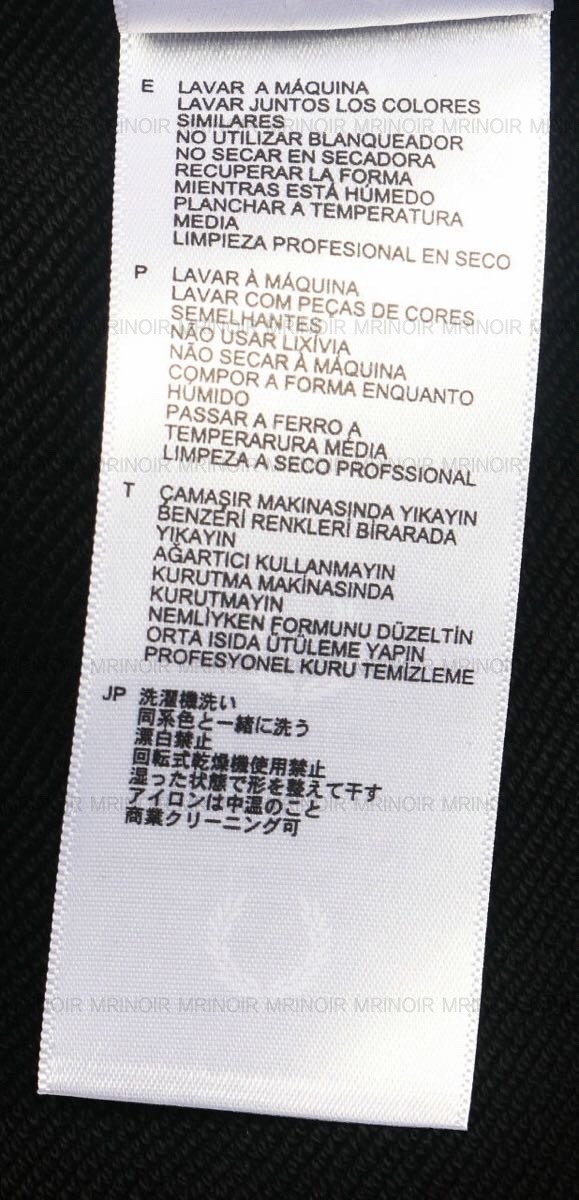 E LAVAR A MÁQUINA
LAVAR JUNTOS LOS COLORES
SIMILARES
NO UTILIZAR BLANQUEADOR
NO SECAR EN SECADORA
RECUPERAR LA FORMA
MIENTRAS ESTÁ HÚMEDO
PLANCHAR A TEMPERATURA
MEDIA
LIMPIEZA PROFESIONAL EN SECO
P LAVAR À MÁQUINA
LAVAR COM PEÇAS DE CORES
SEMELHANTES
NÃO USAR LIXÍVIA
NÃO SECAR À MÁQUINA
COMPOR A FORMA ENQUANTO
HÚMIDO
PASSAR A FERRO A
TEMPERARURA MÉDIA
LIMPEZA A SECO PROFSSIONAL
T ÇAMAŞIR MAKINASINDA YIKAYIN
BENZERİ RENKLERİ BİRARADA
YIKAYIN
AĞARTICI KULLANMAYIN
KURUTMA MAKİNASINDA
KURUTMAYIN
NEMLİYKEN FORMUNU DÜZELTİN
ORTA ISIDA ÜTÜLEME YAPIN
PROFESYONEL KURU TEMİZLEME
JP 洗濯機洗い
同系色と一緒に洗う
漂白禁止
回転式乾燥機使用禁止
湿った状態で形を整えて干す
アイロンは中温のこと
商業クリーニング可
MRINOIR MRINOIR MRINOIR MRINOIR